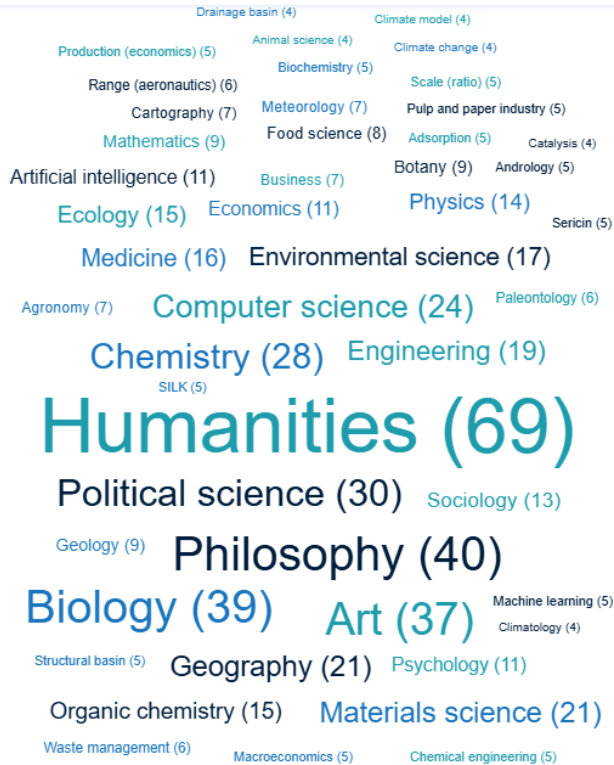 Drainage basin (4)
Climate model (4)
Animal science (4)
Production (economics) (5)
Climate change (4)
Biochemistry (5)
Range (aeronautics) (6)
Scale (ratio) (5)
Cartography (7)
Meteorology (7)
Pulp and paper industry (5)
Mathematics (9)
Food science (8)
Adsorption (5)
Catalysis (4)
Artificial intelligence (11)
Business (7)
Botany (9)
Andrology (5)
Ecology (15)
Economics (11)
Physics (14)
Sericin (5)
Medicine (16)
Environmental science (17)
Agronomy (7)
Computer science (24)
Paleontology (6)
Chemistry (28)
Engineering (19)
SILK (5)
Humanities (69)
Political science (30)
Sociology (13)
Geology (9)
Philosophy (40)
Biology (39)
Art (37)
Machine learning (5)
Climatology (4)
Structural basin (5)
Geography (21)
Psychology (11)
Organic chemistry (15)
Materials science (21)
Waste management (6)
Macroeconomics (5)
Chemical engineering (5)